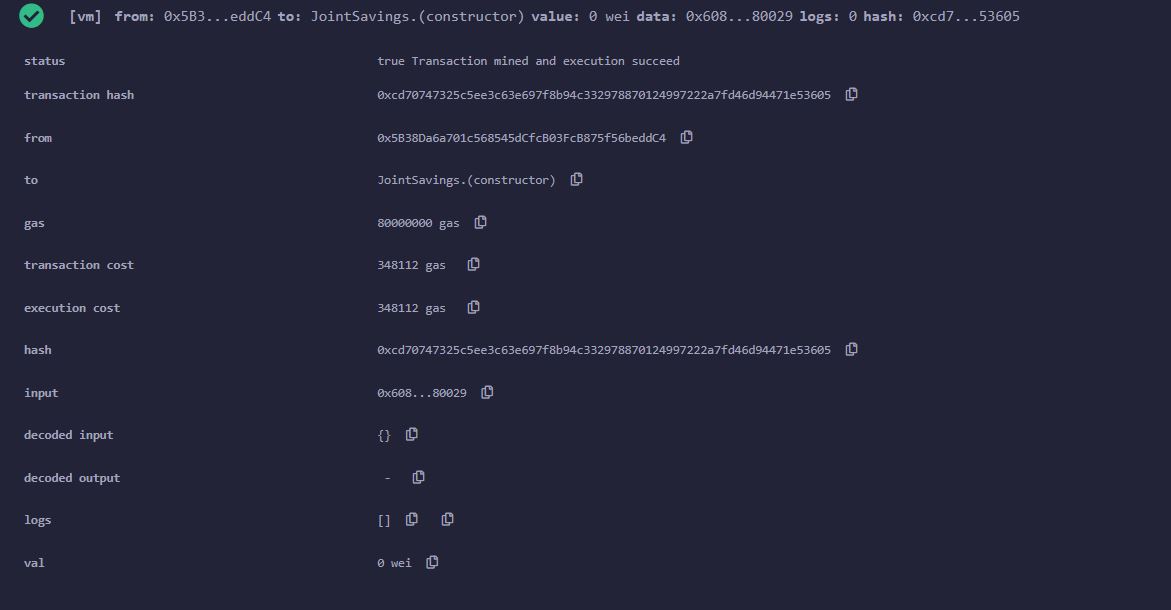 [vm] from: 0x5B3...eddC4 to: JointSavings.(constructor) value: 0 wei data: 0x608...80029 logs: 0 hash: 0xcd7...53605
status true Transaction mined and execution succeed
transaction hash 0xcd70747325c5ee3c63e697f8b94c332978870124997222a7fd46d94471e53605
from 0x5B38Da6a701c568545dCfcB03FcB875f56beddC4
to JointSavings.(constructor)
gas 80000000 gas
transaction cost 348112 gas
execution cost 348112 gas
hash 0xcd70747325c5ee3c63e697f8b94c332978870124997222a7fd46d94471e53605
input 0x608...80029
decoded input {}
decoded output -
logs []
val 0 wei